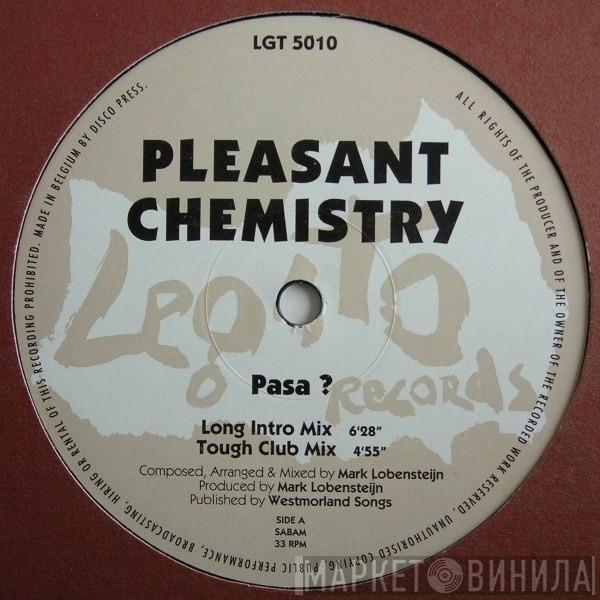 LGT 5010
PLEASANT
CHEMISTRY
Legato
Records
Pasa ?
Long Intro Mix 6'28"
Tough Club Mix 4'55"
Composed, Arranged & Mixed by Mark Lobensteijn
Produced by Mark Lobensteijn
Published by Westmorland Songs
SIDE A
SABAM
33 RPM
ALL RIGHTS OF THE PRODUCER AND OF THE OWNER OF THE RECORDED WORK RESERVED, UNAUTHORISED COPYING, PUBLIC PERFORMANCE, BROADCASTING, HIRING OR RENTAL OF THIS RECORDING PROHIBITED. MADE IN BELGIUM BY DISCO PRESS.
МАРКЕТ ВИНИЛА